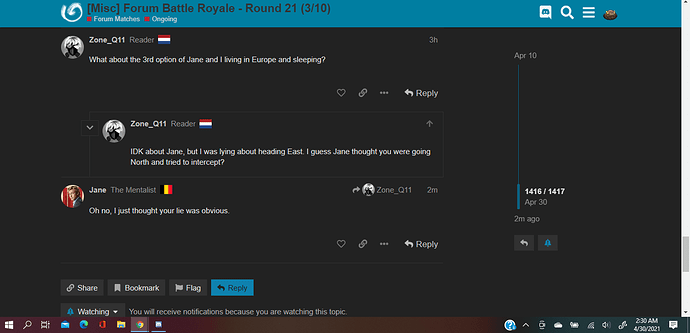 [Misc] Forum Battle Royale - Round 21 (3/10)
Forum Matches Ongoing
Zone_Q11 Reader 3h
What about the 3rd option of Jane and I living in Europe and sleeping?
Reply
Zone_Q11 Reader
IDK about Jane, but I was lying about heading East. I guess Jane thought you were going
North and tried to intercept?
Jane The Mentalist Zone_Q11 2m
Oh no, I just thought your lie was obvious.
Reply
Share Bookmark Flag Reply
Watching You will receive notifications because you are watching this topic.
Apr 10
1416 / 1417
Apr 30
2m ago
2:30 AM
4/30/2021